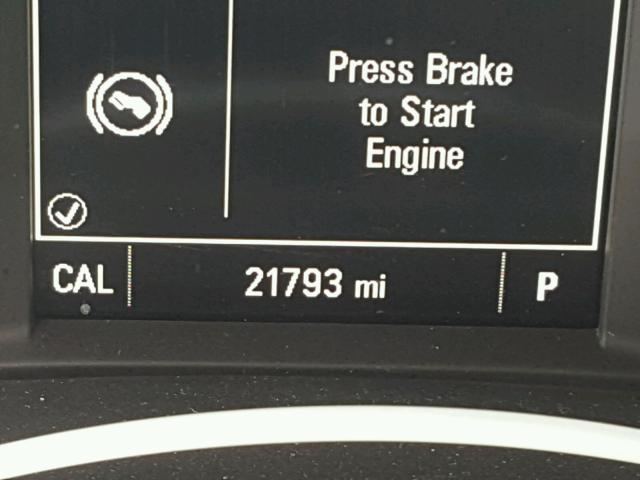 Press Brake
to Start
Engine
CAL
21793 mi
P